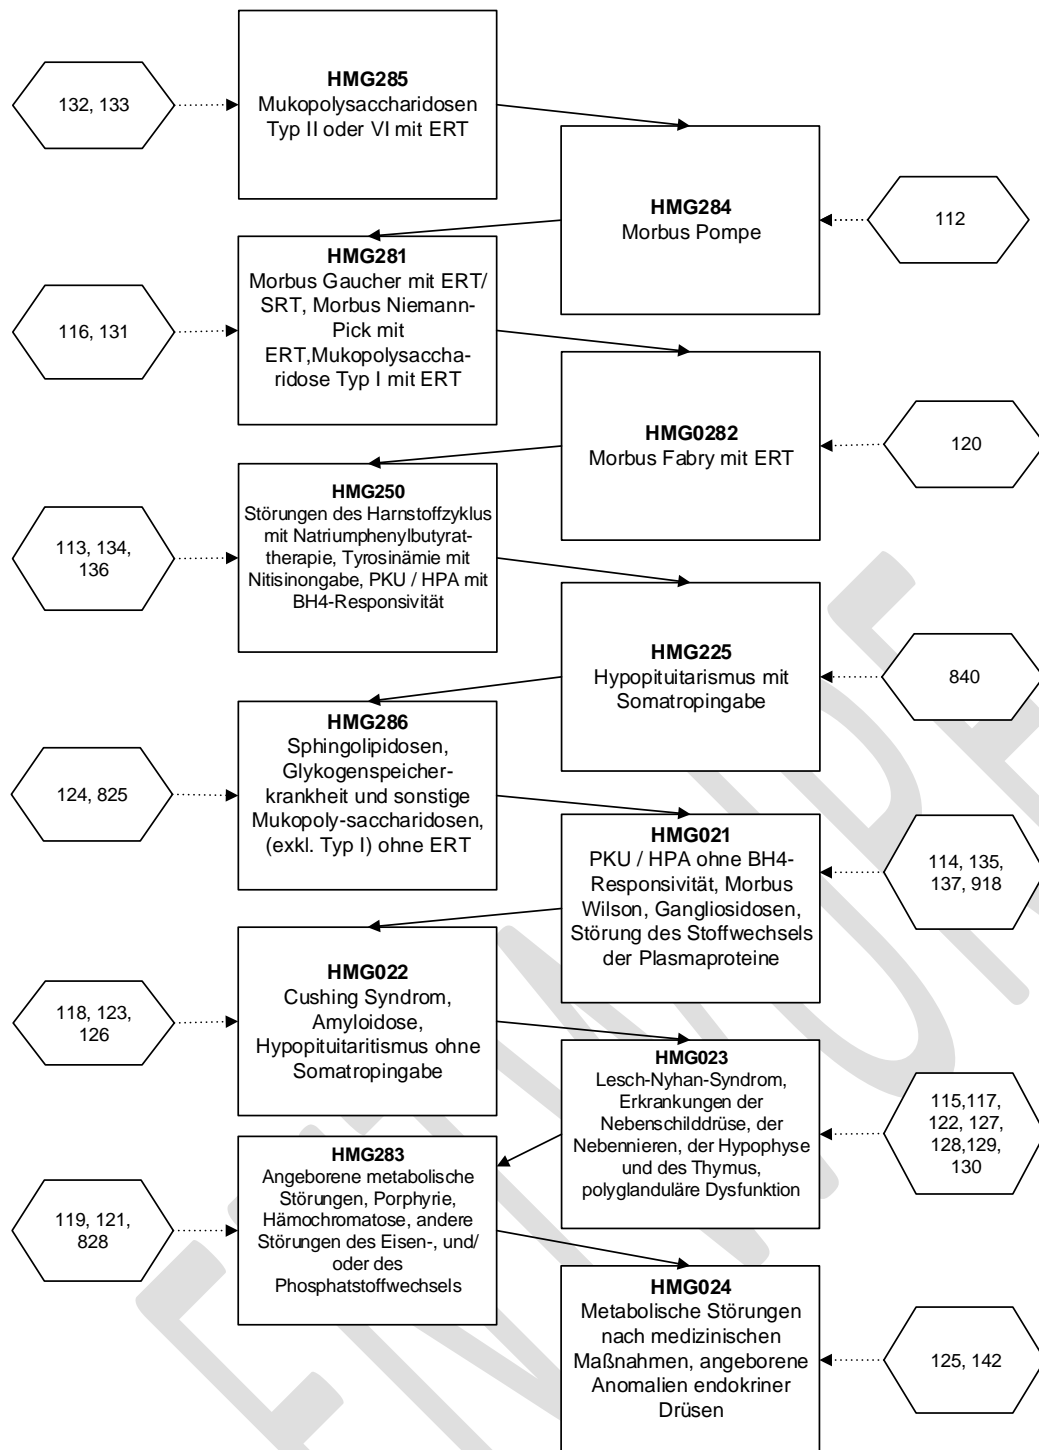 HMG285
Mukopolysaccharidosen
Typ II oder VI mit ERT
132, 133
HMG284
Morbus Pompe
112
HMG281
Morbus Gaucher mit ERT/
SRT, Morbus Niemann-
Pick mit
ERT,Mukopolysaccha-
ridose Typ I mit ERT
116, 131
HMG0282
Morbus Fabry mit ERT
120
HMG250
Störungen des Harnstoffzyklus
mit Natriumphenylbutyrat-
therapie, Tyrosinämie mit
Nitisinongabe, PKU / HPA mit
BH4-Responsivität
113, 134,
136
HMG225
Hypopituitarismus mit
Somatropingabe
840
HMG286
Sphingolipidosen,
Glykogenspeicher-
krankheit und sonstige
Mukopoly-saccharidosen,
(exkl. Typ I) ohne ERT
124, 825
HMG021
PKU / HPA ohne BH4-
Responsivität, Morbus
Wilson, Gangliosidosen,
Störung des Stoffwechsels
der Plasmaproteine
114, 135,
137, 918
HMG022
Cushing Syndrom,
Amyloidose,
Hypopituitaritismus ohne
Somatropingabe
118, 123,
126
HMG023
Lesch-Nyhan-Syndrom,
Erkrankungen der
Nebenschilddrüse, der
Nebennieren, der Hypophyse
und des Thymus,
polyglanduläre Dysfunktion
115,117,
122, 127,
128,129,
130
HMG283
Angeborene metabolische
Störungen, Porphyrie,
Hämochromatose, andere
Störungen des Eisen-, und/
oder des
Phosphatstoffwechsels
119, 121,
828
HMG024
Metabolische Störungen
nach medizinischen
Maßnahmen, angeborene
Anomalien endokriner
Drüsen
125, 142